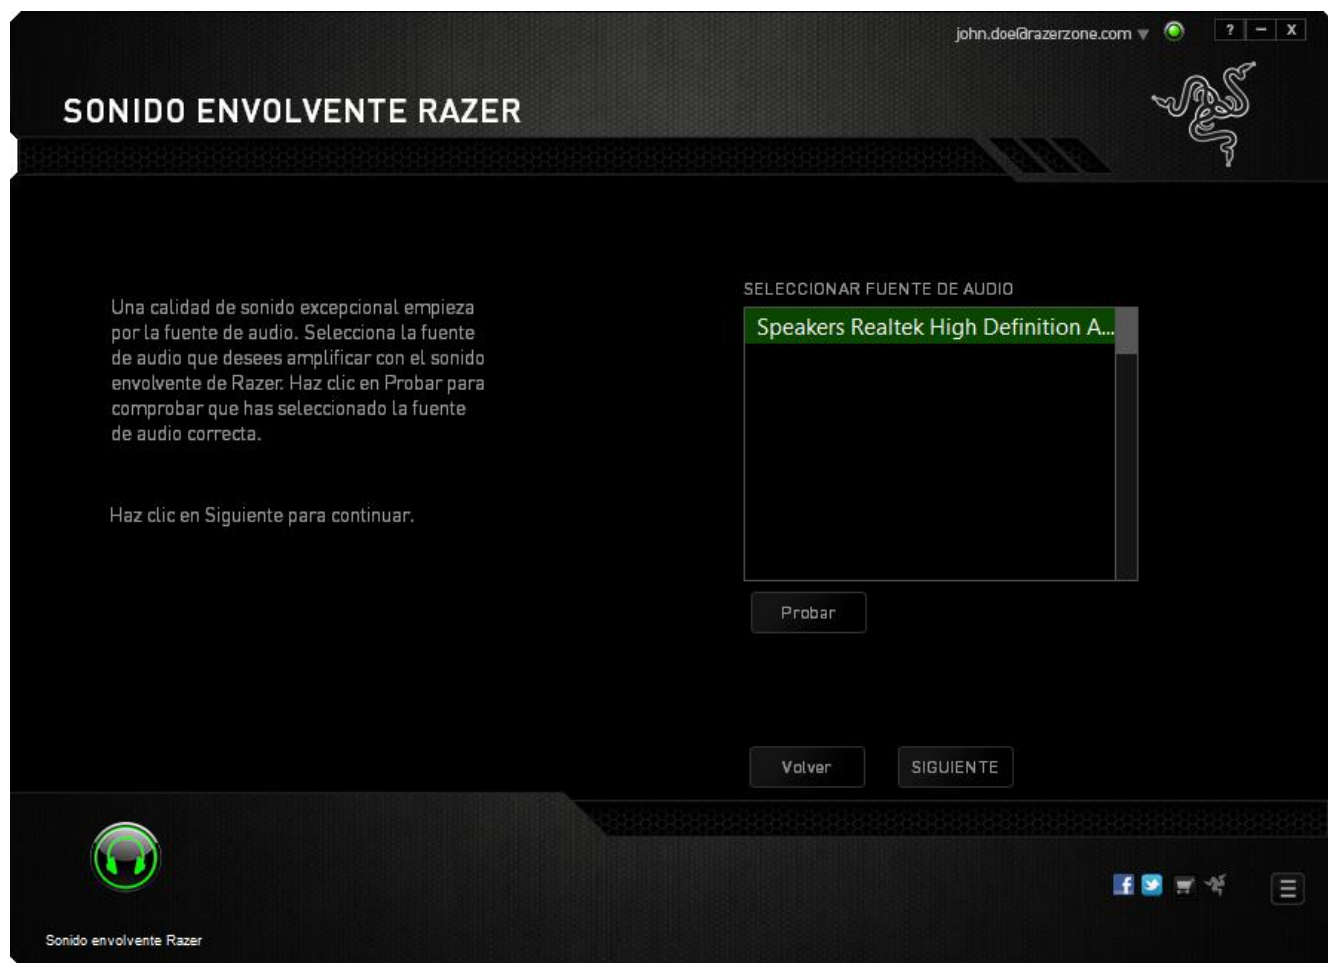 john.doe@razerzone.com
? – X
SONIDO ENVOLVENTE RAZER
Una calidad de sonido excepcional empieza
por la fuente de audio. Selecciona la fuente
de audio que desees amplificar con el sonido
envolvente de Razer. Haz clic en Probar para
comprobar que has seleccionado la fuente
de audio correcta.
Haz clic en Siguiente para continuar.
SELECCIONAR FUENTE DE AUDIO
Speakers Realtek High Definition A...
Probar
Volver
SIGUIENTE
Sonido envolvente Razer